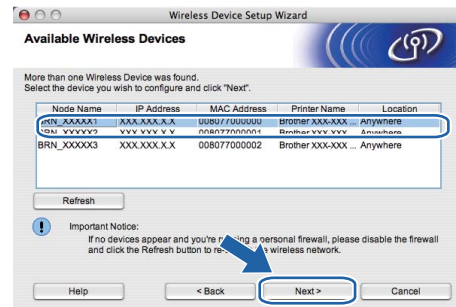 Wireless Device Setup Wizard
Available Wireless Devices
More than one Wireless Device was found.
Select the device you wish to configure and click "Next".
Node Name IP Address MAC Address Printer Name Location
BRN_XXXXX1 XXX.XXX.X.X 008077000000 Brother XXX-XXX ... Anywhere
BRN_XXXXX2 XXX.XXX.X.X 008077000001 Brother XXX-XXX ... Anywhere
BRN_XXXXX3 XXX.XXX.X.X 008077000002 Brother XXX-XXX ... Anywhere
Refresh
Important Notice:
If no devices appear and you're a personal firewall, please disable the firewall
and click the Refresh button to wireless network.
Help < Back Next > Cancel